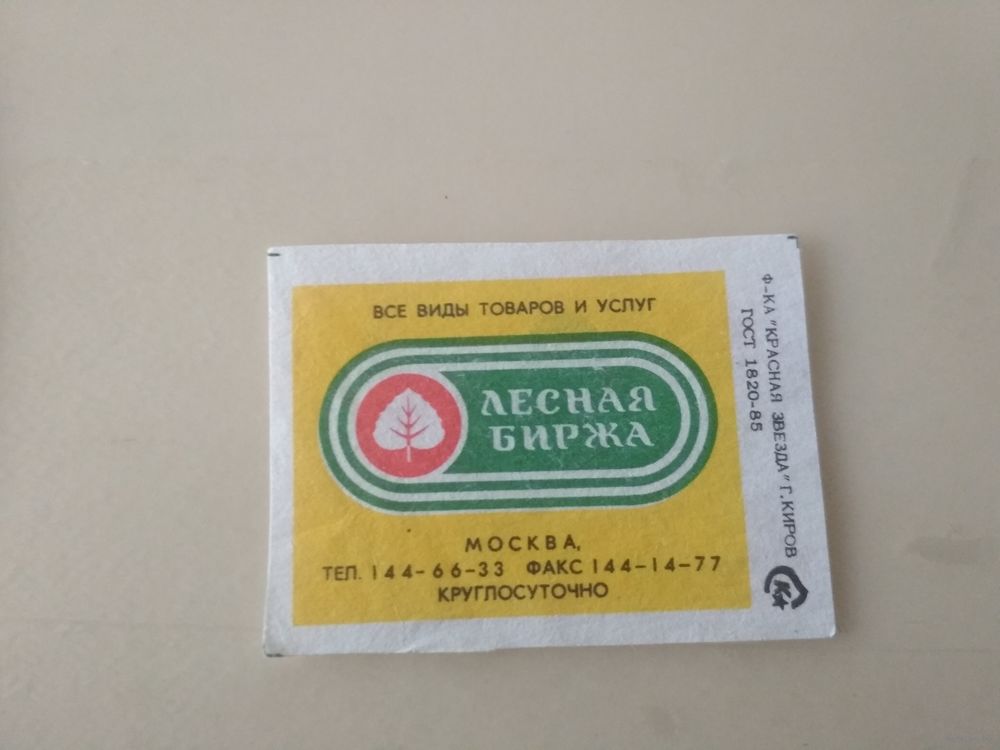 ВСЕ ВИДЫ ТОВАРОВ И УСЛУГ
ЛЕСНАЯ
БИРЖА
МОСКВА,
ТЕЛ. 144-66-33 ФАКС 144-14-77
КРУГЛОСУТОЧНО
Ф-КА "КРАСНАЯ ЗВЕЗДА" Г.КИРОВ
ГОСТ 1820-85